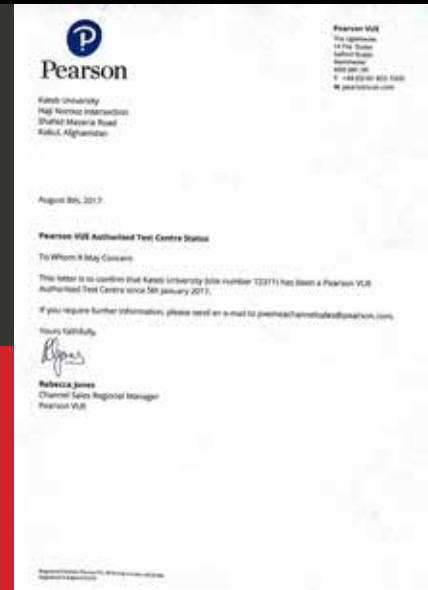 Pearson
Pearson VUE
Kateb University
Haji Norouz Intersection
Shahid Mazaria Road
Kabul, Afghanistan
August 8th, 2017
Pearson VUE Authorised Test Centre Status
To Whom It May Concern
This letter is to confirm that Kateb University (site number 72311) has been a Pearson VUE
Authorised Test Centre since 5th January 2017.
If you require further information, please send an e-mail to
Yours faithfully,
Rebecca Jones
Channel Sales Regional Manager
Pearson VUE